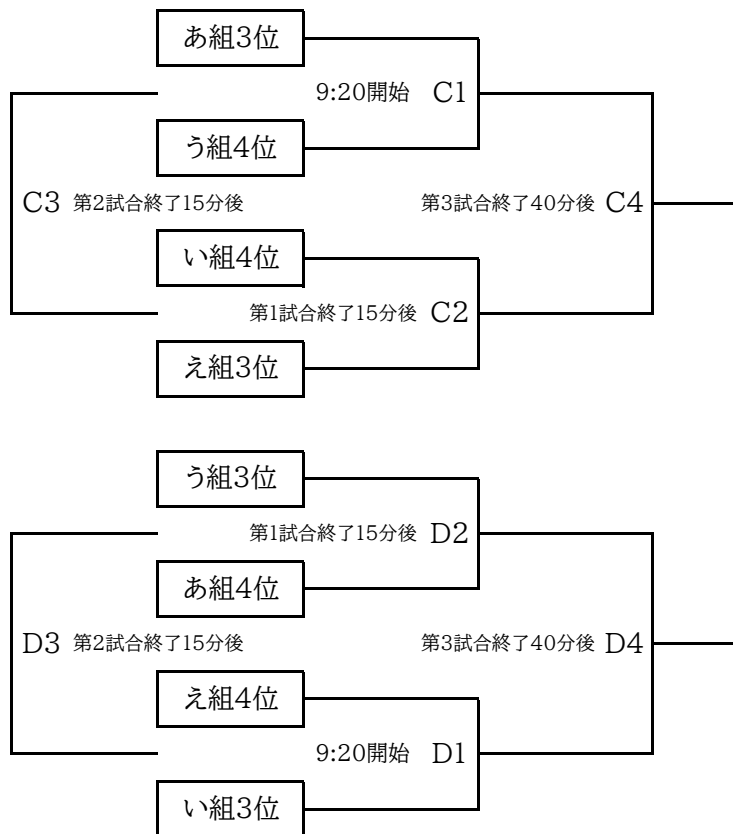 あ組3位
9:20開始 C1
う組4位
C3 第2試合終了15分後
第3試合終了40分後 C4
い組4位
第1試合終了15分後 C2
え組3位
う組3位
第1試合終了15分後 D2
あ組4位
D3 第2試合終了15分後
第3試合終了40分後 D4
え組4位
9:20開始 D1
い組3位